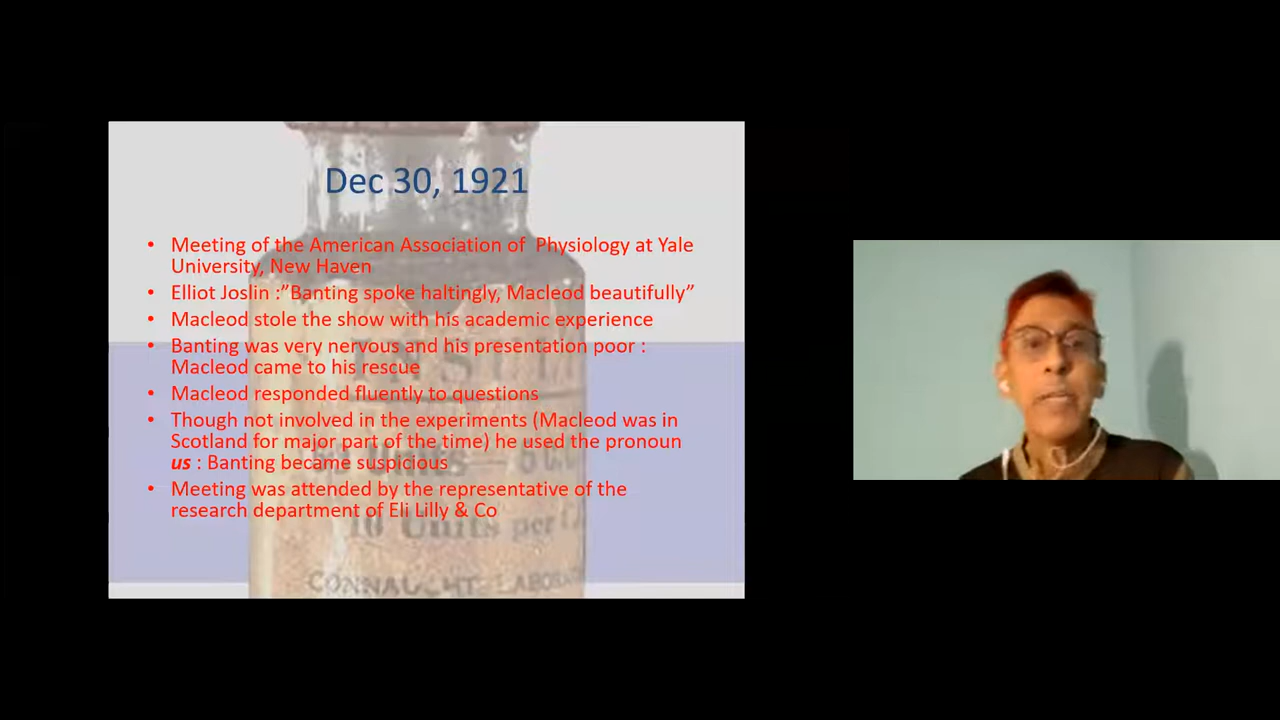 Dec 30, 1921
• Meeting of the American Association of Physiology at Yale
University, New Haven
• Elliot Joslin :”Banting spoke haltingly, Macleod beautifully”
• Macleod stole the show with his academic experience
• Banting was very nervous and his presentation poor :
Macleod came to his rescue
• Macleod responded fluently to questions
• Though not involved in the experiments (Macleod was in
Scotland for major part of the time) he used the pronoun
us : Banting became suspicious
• Meeting was attended by the representative of the
research department of Eli Lilly & Co
10 Units per
CONNAUGHT